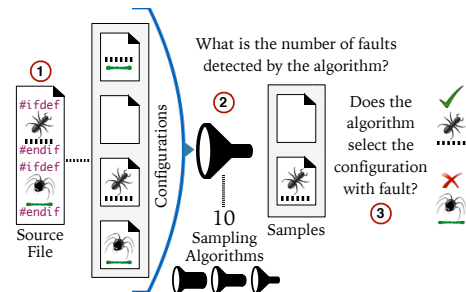 What is the number of faults
detected by the algorithm?
1
#ifdef
#endif
#ifdef
#endif
Source
File
Configurations
2
10
Sampling
Algorithms
Samples
Does the
algorithm
select the
configuration
with fault?
3